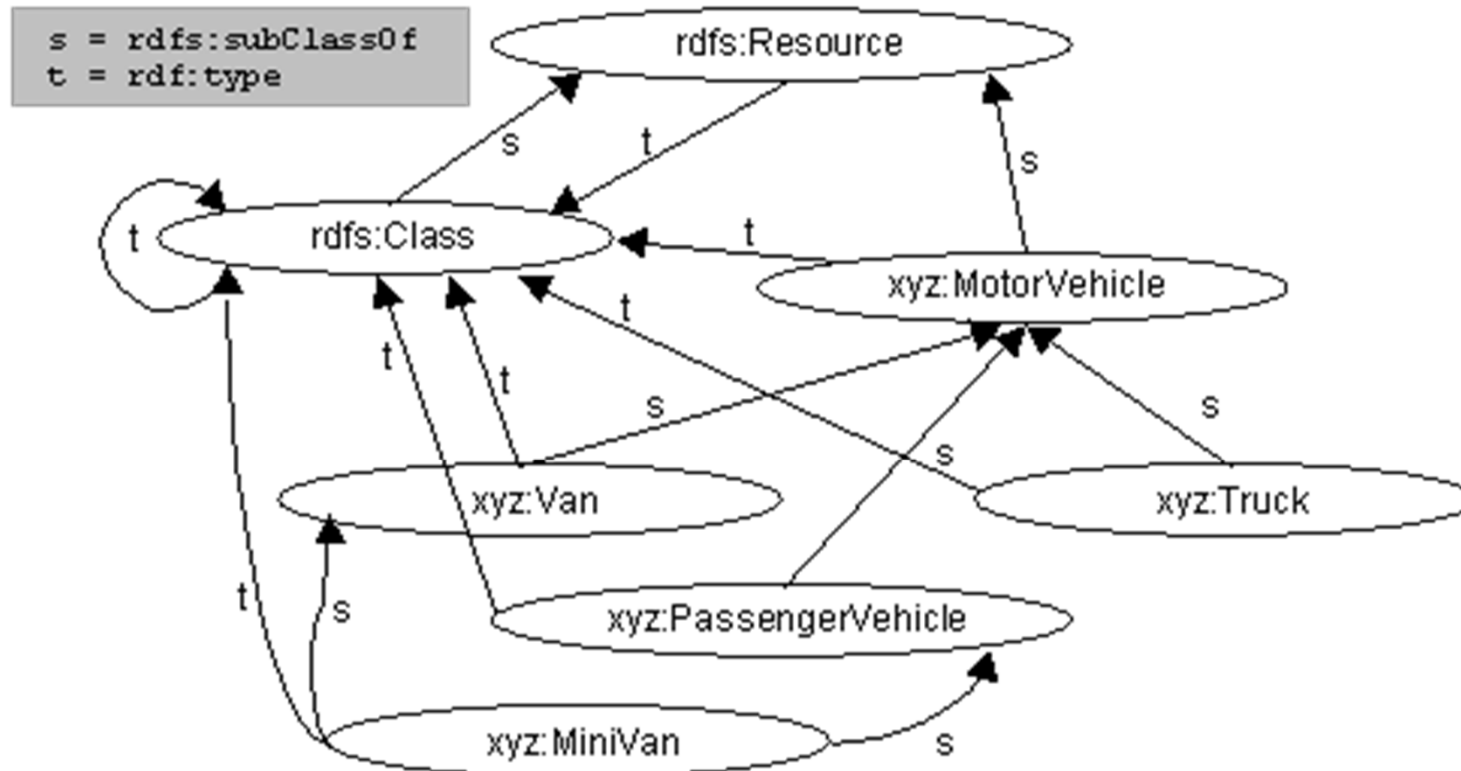 s = rdfs:subClassOf
t = rdf:type
rdfs:Resource
s
t
s
t
rdfs:Class
t
xyz:MotorVehicle
t
t
t
s
s
s
xyz:Van
xyz:Truck
t
s
xyz:PassengerVehicle
xyz:MiniVan
s